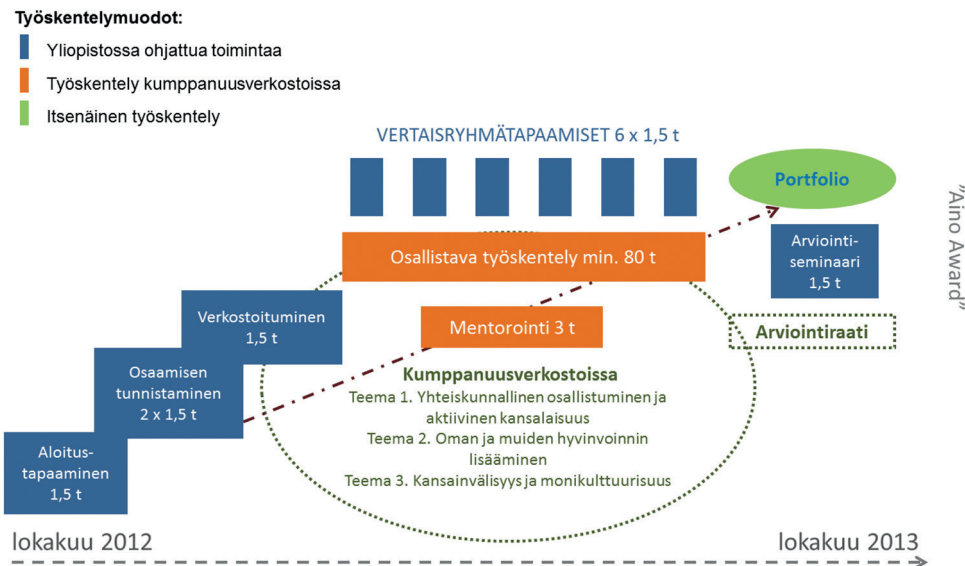 Työskentelymuodot:
Yliopistossa ohjattua toimintaa
Työskentely kumppanuusverkostoissa
Itsenäinen työskentely
VERTAISRYHMÄTAPAAMISET 6 x 1,5 t
Portfolio
"Aino Award"
Osallistava työskentely min. 80 t
Arviointi-
seminaari
1,5 t
Verkostoituminen
1,5 t
Mentorointi 3 t
Arviointiraati
Osaamisen
tunnistaminen
2 x 1,5 t
Kumppanuusverkostoissa
Teema 1. Yhteiskunnallinen osallistuminen ja
aktiivinen kansalaisuus
Teema 2. Oman ja muiden hyvinvoinnin
lisääminen
Teema 3. Kansainvälisyys ja monikulttuurisuus
Aloitus-
tapaaminen
1,5 t
lokakuu 2012
lokakuu 2013